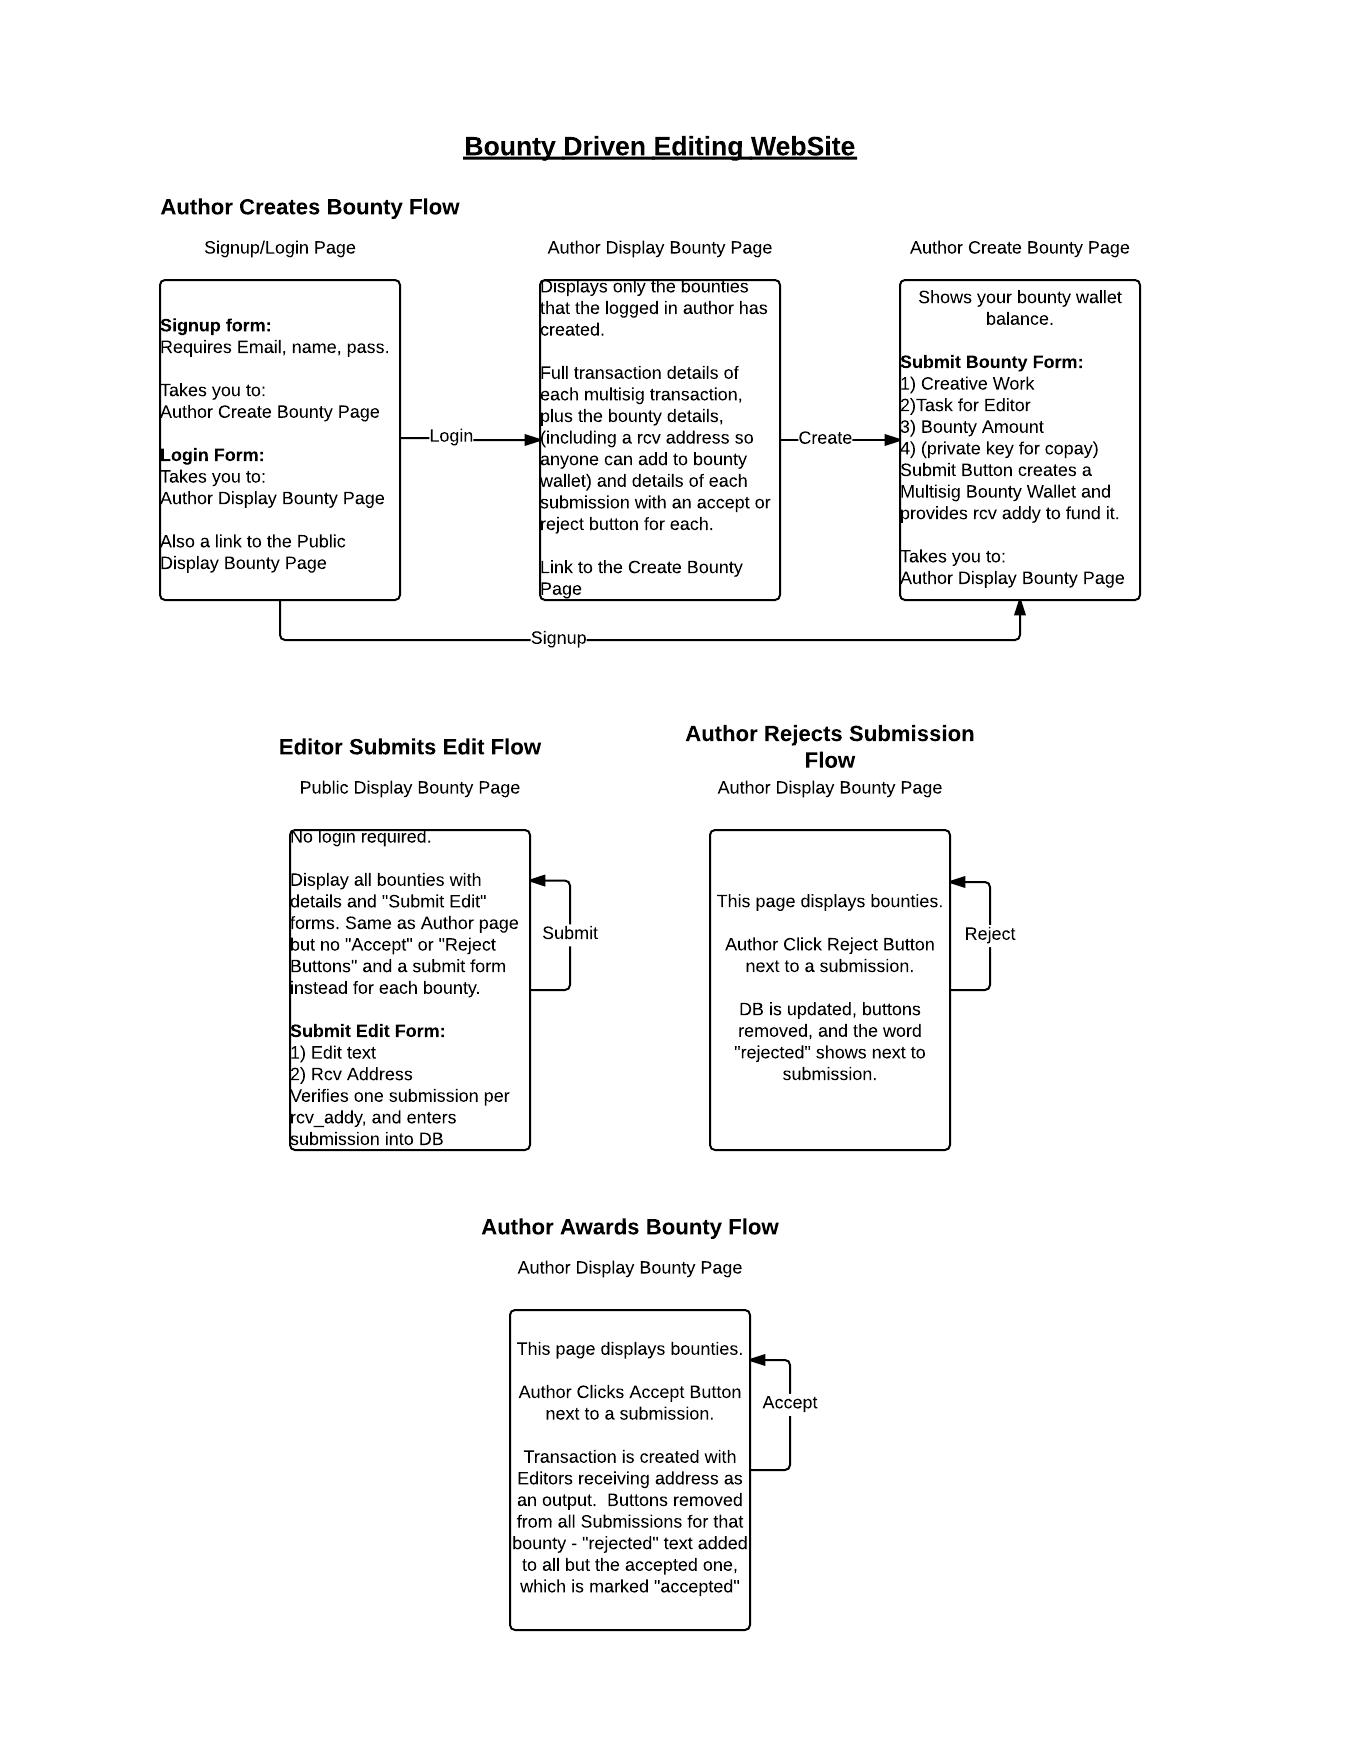 Bounty Driven Editing WebSite
Author Creates Bounty Flow
Signup/Login Page
Signup form:
Requires Email, name, pass.
Takes you to:
Author Create Bounty Page
Login Form:
Takes you to:
Author Display Bounty Page
Also a link to the Public
Display Bounty Page
Login
Author Display Bounty Page
Displays only the bounties
that the logged in author has
created.
Full transaction details of
each multisig transaction,
plus the bounty details,
(including a rcv address so
anyone can add to bounty
wallet) and details of each
submission with an accept or
reject button for each.
Link to the Create Bounty
Page
Create
Author Create Bounty Page
Shows your bounty wallet
balance.
Submit Bounty Form:
1) Creative Work
2)Task for Editor
3) Bounty Amount
4) (private key for copay)
Submit Button creates a
Multisig Bounty Wallet and
provides rcv addy to fund it.
Takes you to:
Author Display Bounty Page
Signup
Editor Submits Edit Flow
Public Display Bounty Page
No login required.
Display all bounties with
details and "Submit Edit"
forms. Same as Author page
but no "Accept" or "Reject
Buttons" and a submit form
instead for each bounty.
Submit Edit Form:
1) Edit text
2) Rcv Address
Verifies one submission per
rcv_addy, and enters
submission into DB
Submit
Author Rejects Submission
Flow
Author Display Bounty Page
This page displays bounties.
Author Click Reject Button
next to a submission.
DB is updated, buttons
removed, and the word
"rejected" shows next to
submission.
Reject
Author Awards Bounty Flow
Author Display Bounty Page
This page displays bounties.
Author Clicks Accept Button
next to a submission.
Transaction is created with
Editors receiving address as
an output.  Buttons removed
from all Submissions for that
bounty - "rejected" text added
to all but the accepted one,
which is marked "accepted"
Accept